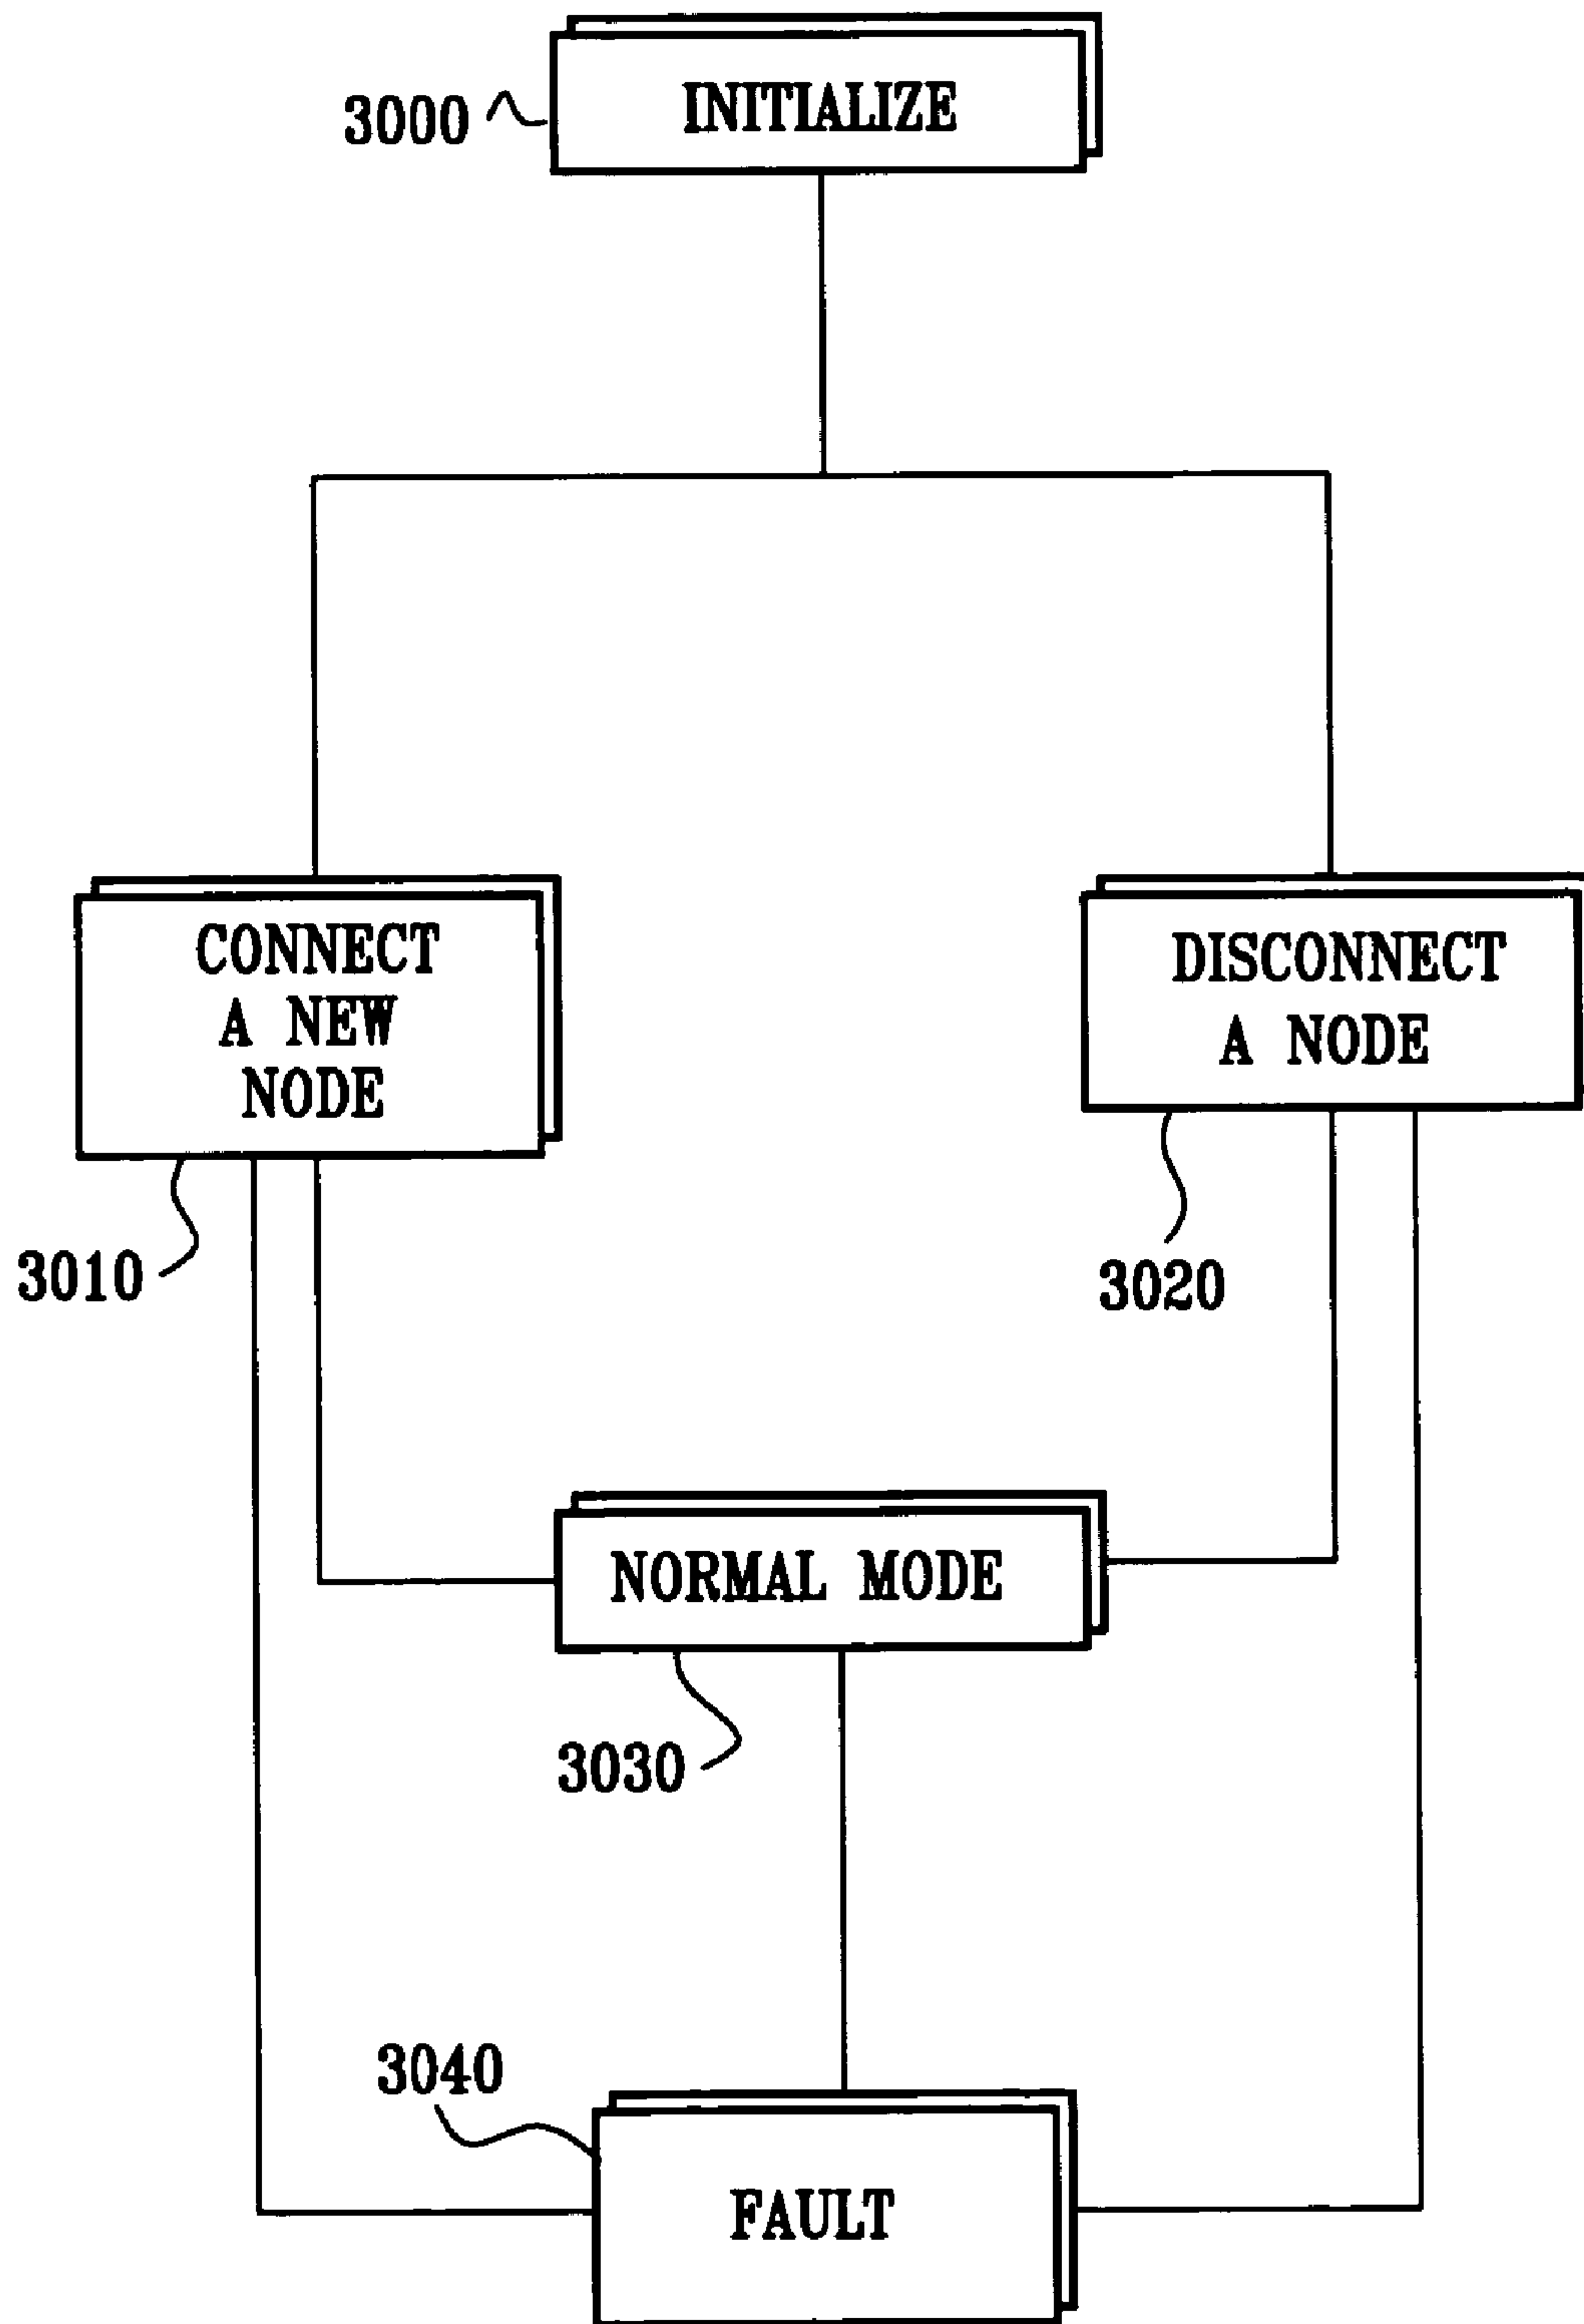 3000
INITIALIZE
CONNECT
A NEW
NODE
DISCONNECT
A NODE
3010
3020
NORMAL MODE
3030
3040
FAULT